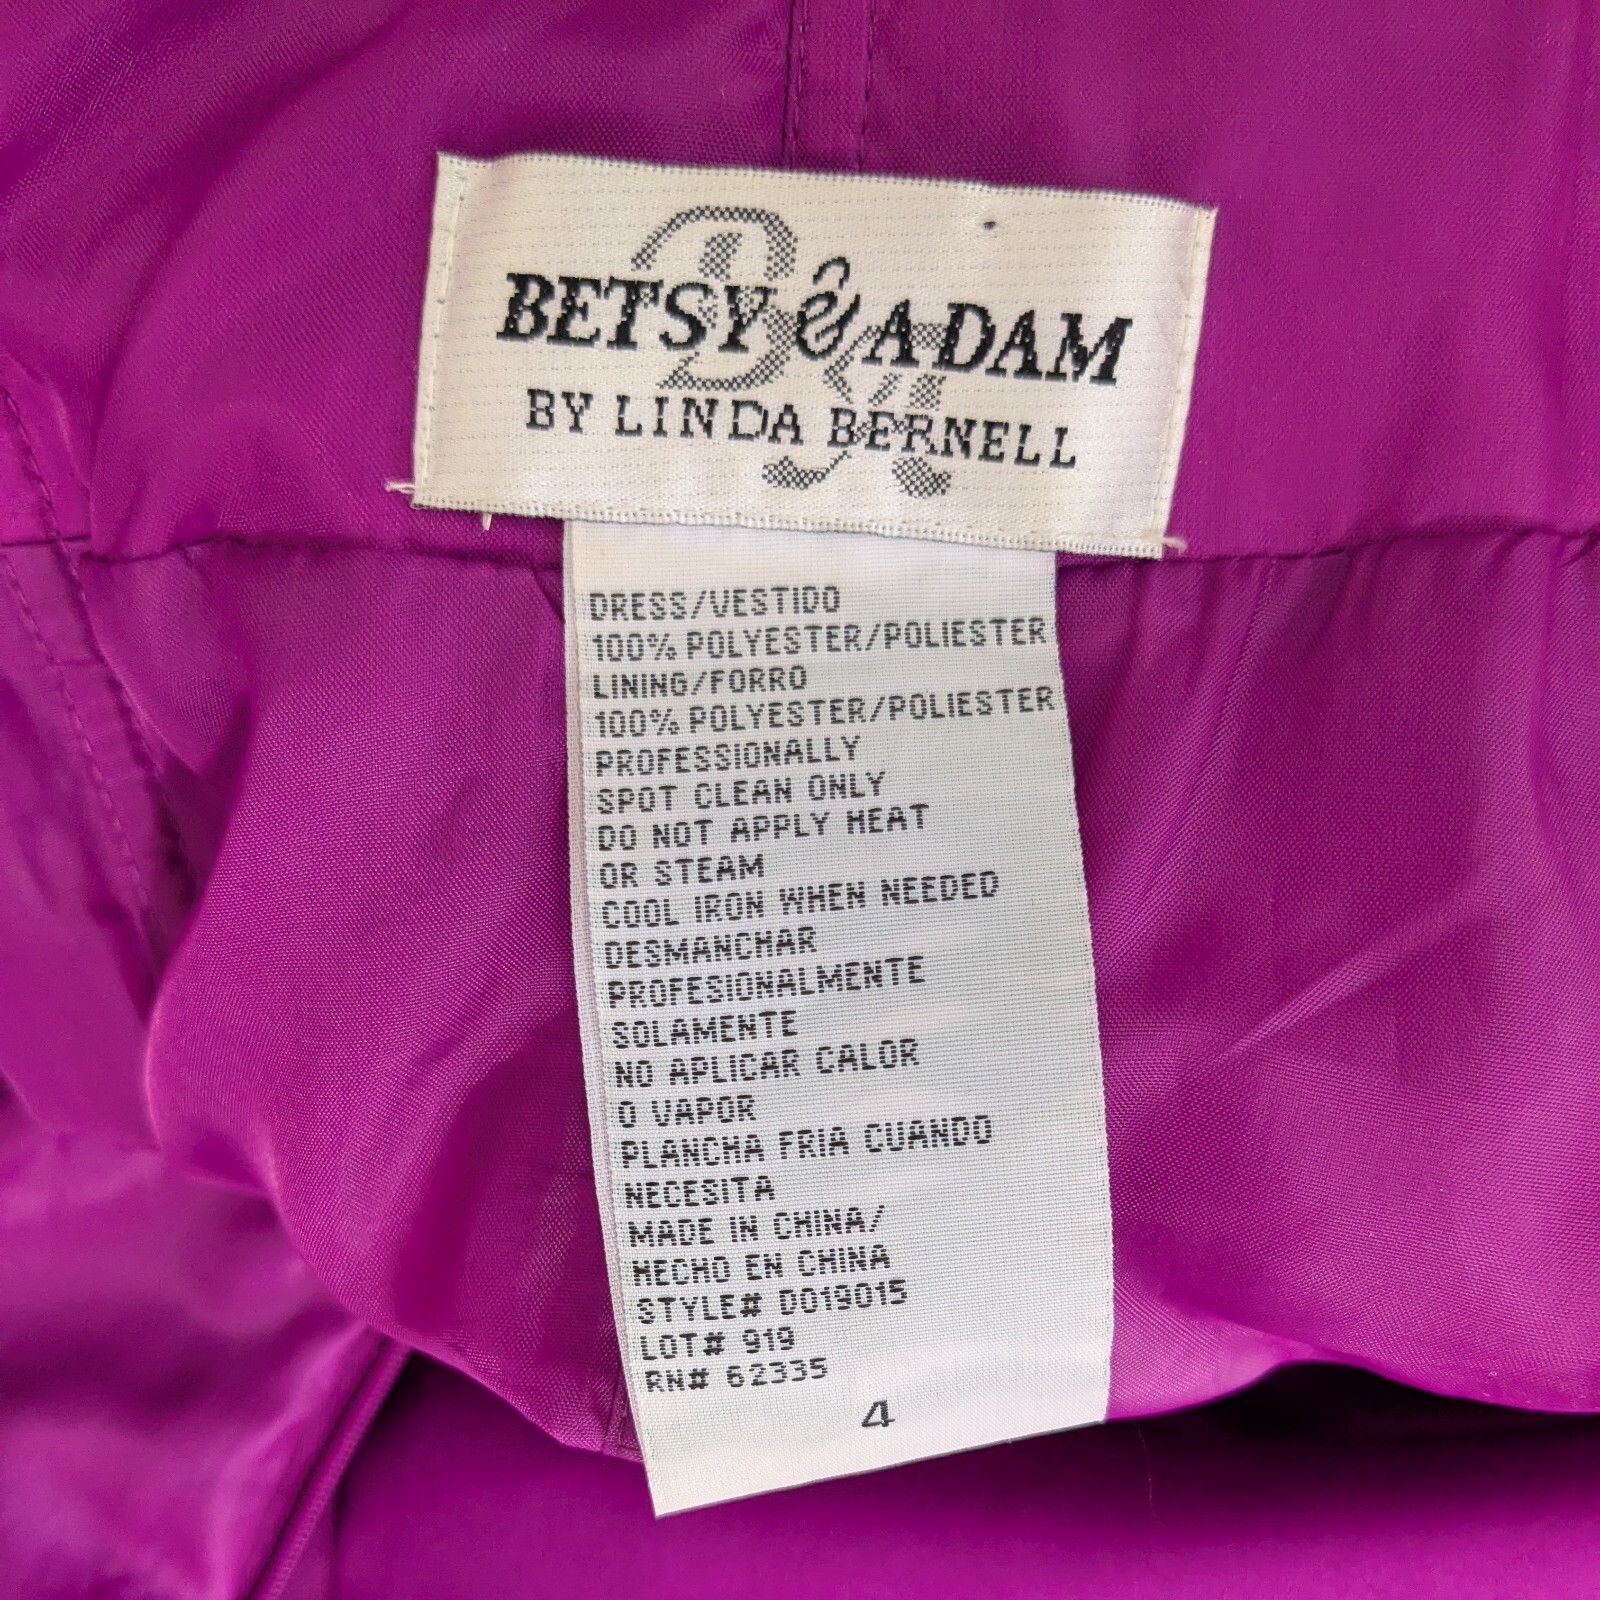 BETSY & ADAM
BY LINDA BERNELL
DRESS/VESTIDO
100% POLYESTER/POLIESTER
LINING/FORRO
100% POLYESTER/POLIESTER
PROFESSIONALLY
SPOT CLEAN ONLY
DO NOT APPLY HEAT
OR STEAM
COOL IRON WHEN NEEDED
DESMANCHAR
PROFESIONALMENTE
SOLAMENTE
NO APLICAR CALOR
O VAPOR
PLANCHA FRIA CUANDO
NECESITA
MADE IN CHINA/
HECHO EN CHINA
STYLE# D019015
LOT# 919
RN# 62335
4